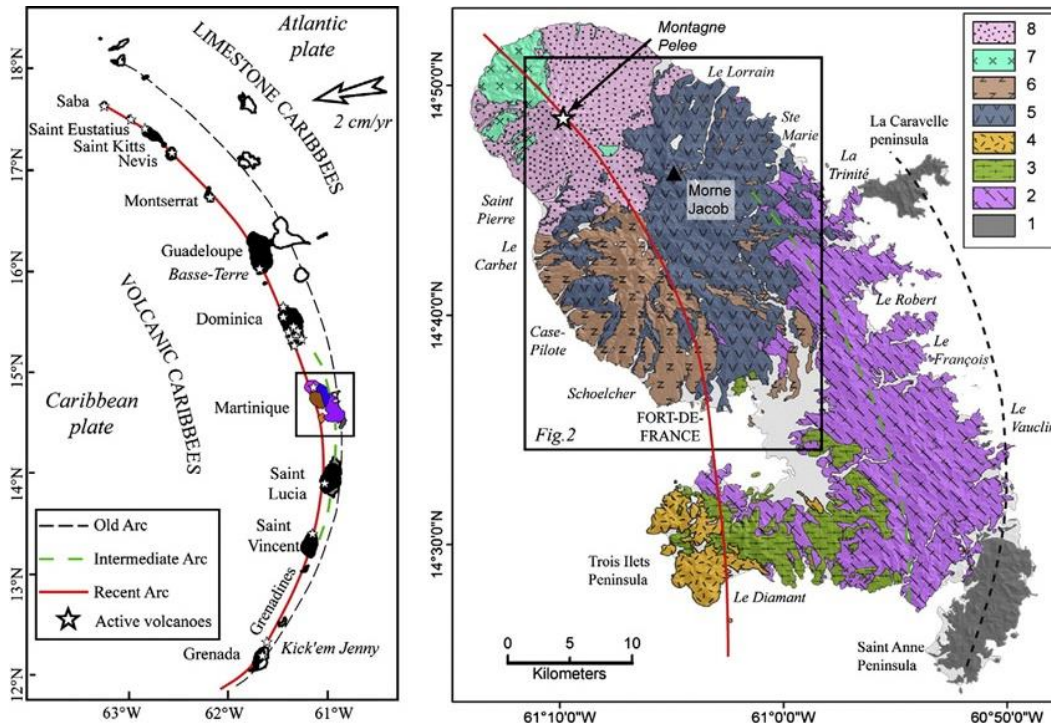 Atlantic
plate
LIMESTONE CARIBBEES
2 cm/yr
18°N
17°N
16°N
15°N
14°N
13°N
12°N
Saba
Saint Eustatius
Saint Kitts
Nevis
Montserrat
Guadeloupe
Basse-Terre
VOLCANIC CARIBBEES
Dominica
Caribbean
plate
Martinique
Saint
Lucia
Saint
Vincent
Grenadines
Grenada
Kick'em Jenny
Old Arc
Intermediate Arc
Recent Arc
Active volcanoes
63°W
62°W
61°W
Montagne
Pelee
Le Lorrain
Ste
Marie
La Caravelle
peninsula
La
Trinité
Morne
Jacob
Saint
Pierre
Le
Carbet
Case-
Pilote
Schoelcher
FORT-DE-
FRANCE
Fig.2
Le Robert
Le
François
Le
Vauclin
Trois Ilets
Peninsula
Le Diamant
Saint Anne
Peninsula
0 5 10
Kilometers
14°50'0"N
14°40'0"N
14°30'0"N
61°10'0"W
61°0'0"W
60°50'0"W
8
7
6
5
4
3
2
1